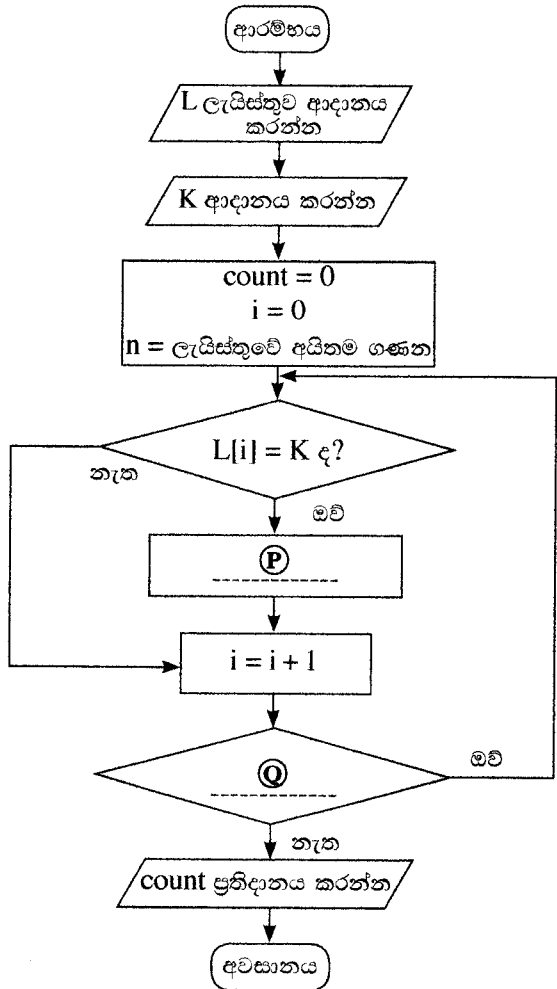 ආරම්භය
L ලැයිස්තුව ආදානය
කරන්න
K ආදානය කරන්න
count = 0
i = 0
n = ලැයිස්තුවේ අයිතම ගණන
L[i] = K ද?
නැත
ඔව්
P
i = i + 1
Q
ඔව්
නැත
count ප්‍රතිදානය කරන්න
අවසානය